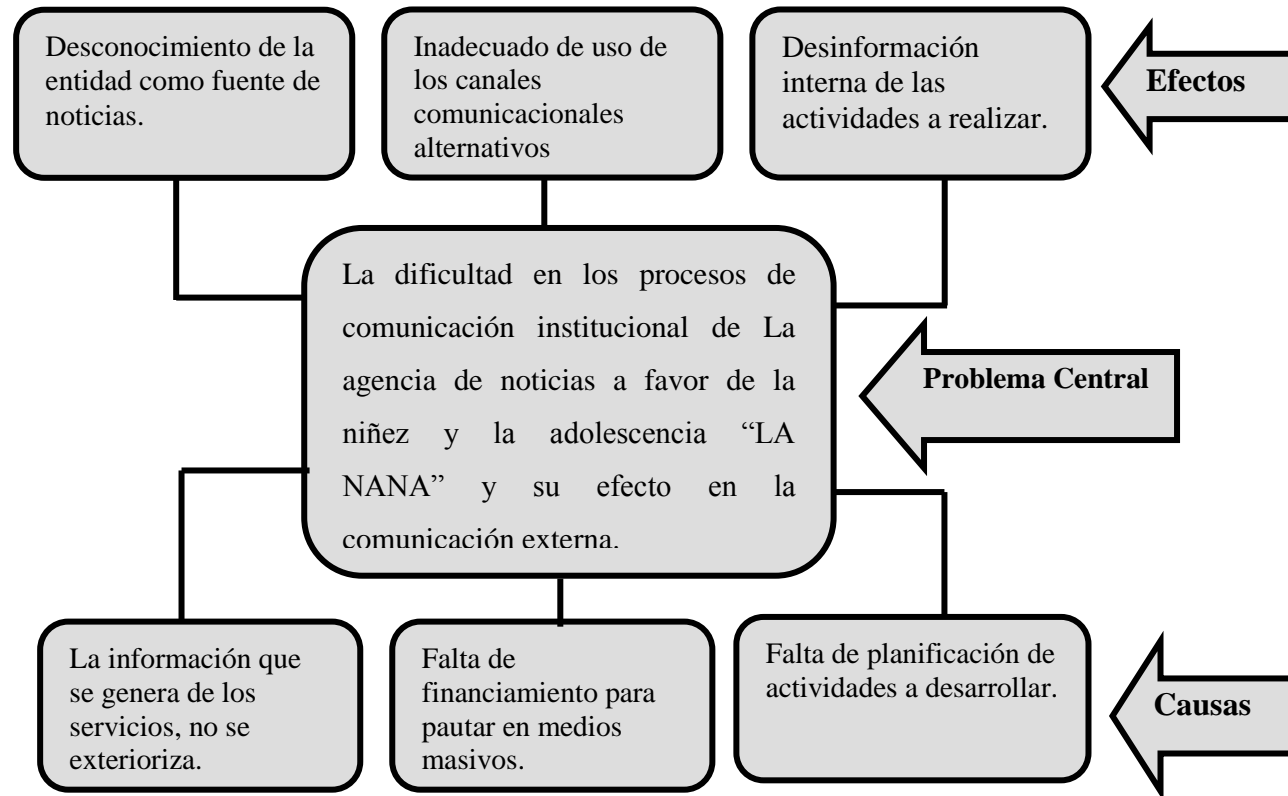 Desconocimiento de la
entidad como fuente de
noticias.
Inadecuado de uso de
los canales
comunicacionales
alternativos
Desinformación
interna de las
actividades a realizar.
Efectos
La dificultad en los procesos de
comunicación institucional de La
agencia de noticias a favor de la
niñez y la adolescencia “LA
NANA” y su efecto en la
comunicación externa.
Problema Central
La información que
se genera de los
servicios, no se
exterioriza.
Falta de
financiamiento para
pautar en medios
masivos.
Falta de planificación de
actividades a desarrollar.
Causas